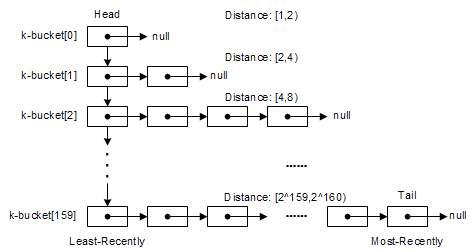 Head
Distance: [1,2)
k-bucket[0]
null
Distance: [2,4)
k-bucket[1]
null
Distance: [4,8)
k-bucket[2]
null
......
Distance: [2^159,2^160)
Tail
k-bucket[159]
......
null
Least-Recently
Most-Recently